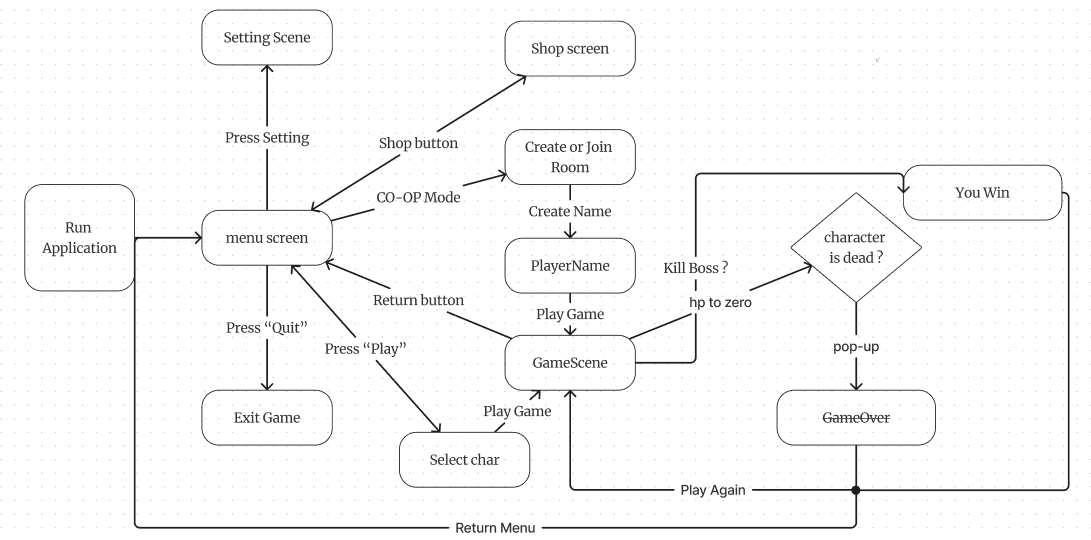 Setting Scene
Shop screen
Press Setting
Shop button
Create or Join
Room
CO-OP Mode
You Win
Run
Application
menu screen
Create Name
character
is dead ?
PlayerName
Kill Boss ?
Return button
hp to zero
Play Game
Press “Quit”
Press “Play”
pop-up
GameScene
Play Game
Exit Game
GameOver
Select char
Play Again
Return Menu